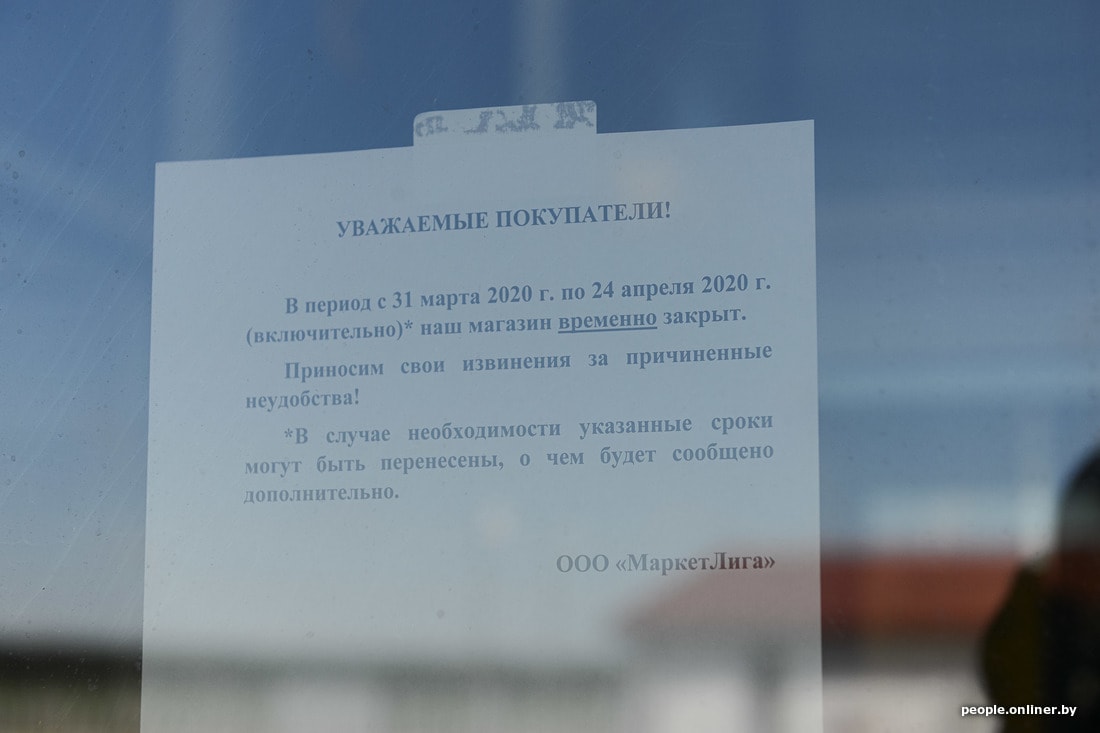 УВАЖАЕМЫЕ ПОКУПАТЕЛИ!
В период с 31 марта 2020 г. по 24 апреля 2020 г.
(включительно)* наш магазин временно закрыт.
Приносим свои извинения за причиненные
неудобства!
*В случае необходимости указанные сроки
могут быть перенесены, о чем будет сообщено
дополнительно.
ООО «МаркетЛига»
people.onliner.by